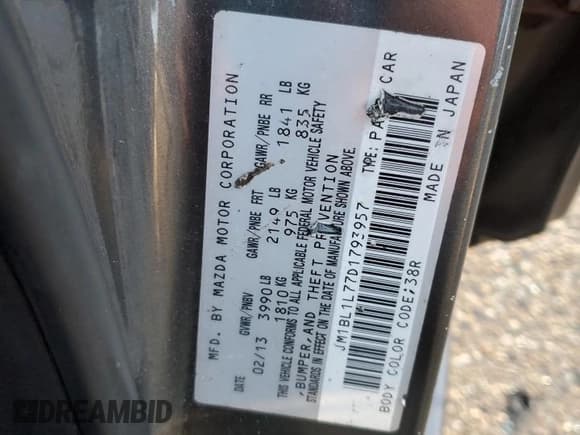 MFD. BY MAZDA MOTOR CORPORATION
DATE GVWR/PNBV GAWR/PNBE FRT GAWR/PNBE RR
02/13 3990 LB 2149 LB 1841 LB
1810 KG 975 KG 835 KG
THIS VEHICLE CONFORMS TO ALL APPLICABLE FEDERAL MOTOR VEHICLE SAFETY
, BUMPER, AND THEFT PREVENTION
STANDARDS IN EFFECT ON THE DATE OF MANUFACTURE SHOWN ABOVE.
JM1BL1L77D1793957 TYPE: CAR
BODY COLOR CODE;38R MADE IN JAPAN
DREAMBID